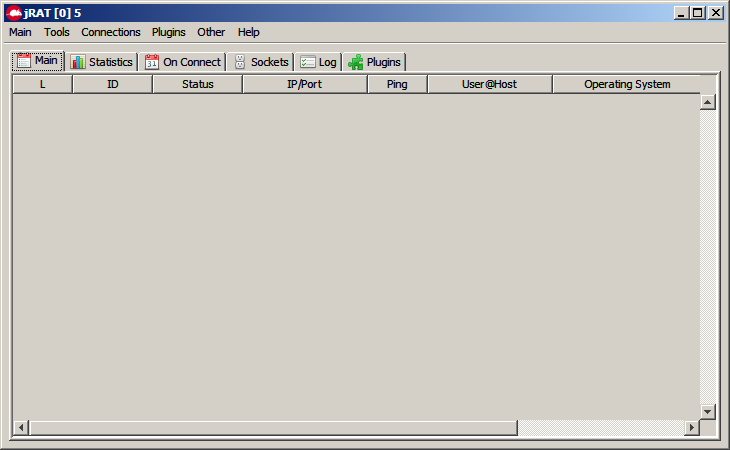 jRAT [0] 5
Main Tools Connections Plugins Other Help
Main Statistics 31 On Connect Sockets Log Plugins
L ID Status IP/Port Ping User@Host Operating System